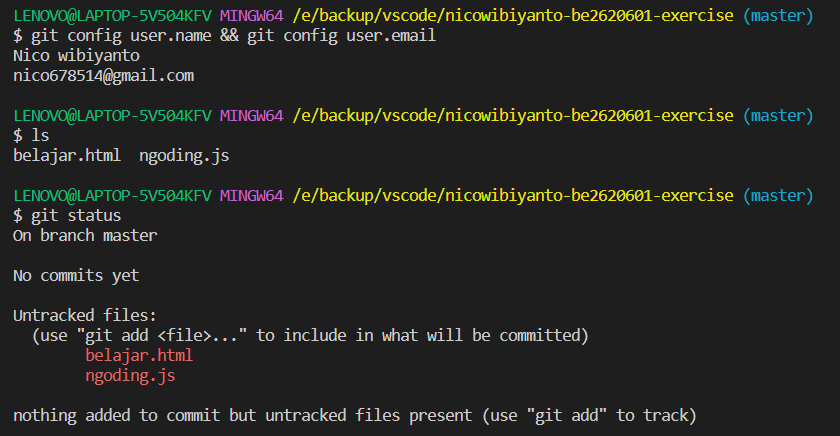 LENOVO@LAPTOP-5V504KFV MINGW64 /e/backup/vscode/nicowibiyanto-be2620601-exercise (master)
$ git config user.name && git config user.email
Nico wibiyanto
nico678514@gmail.com
LENOVO@LAPTOP-5V504KFV MINGW64 /e/backup/vscode/nicowibiyanto-be2620601-exercise (master)
$ ls
belajar.html  ngoding.js
LENOVO@LAPTOP-5V504KFV MINGW64 /e/backup/vscode/nicowibiyanto-be2620601-exercise (master)
$ git status
On branch master
No commits yet
Untracked files:
  (use "git add <file>..." to include in what will be committed)
        belajar.html
        ngoding.js
nothing added to commit but untracked files present (use "git add" to track)